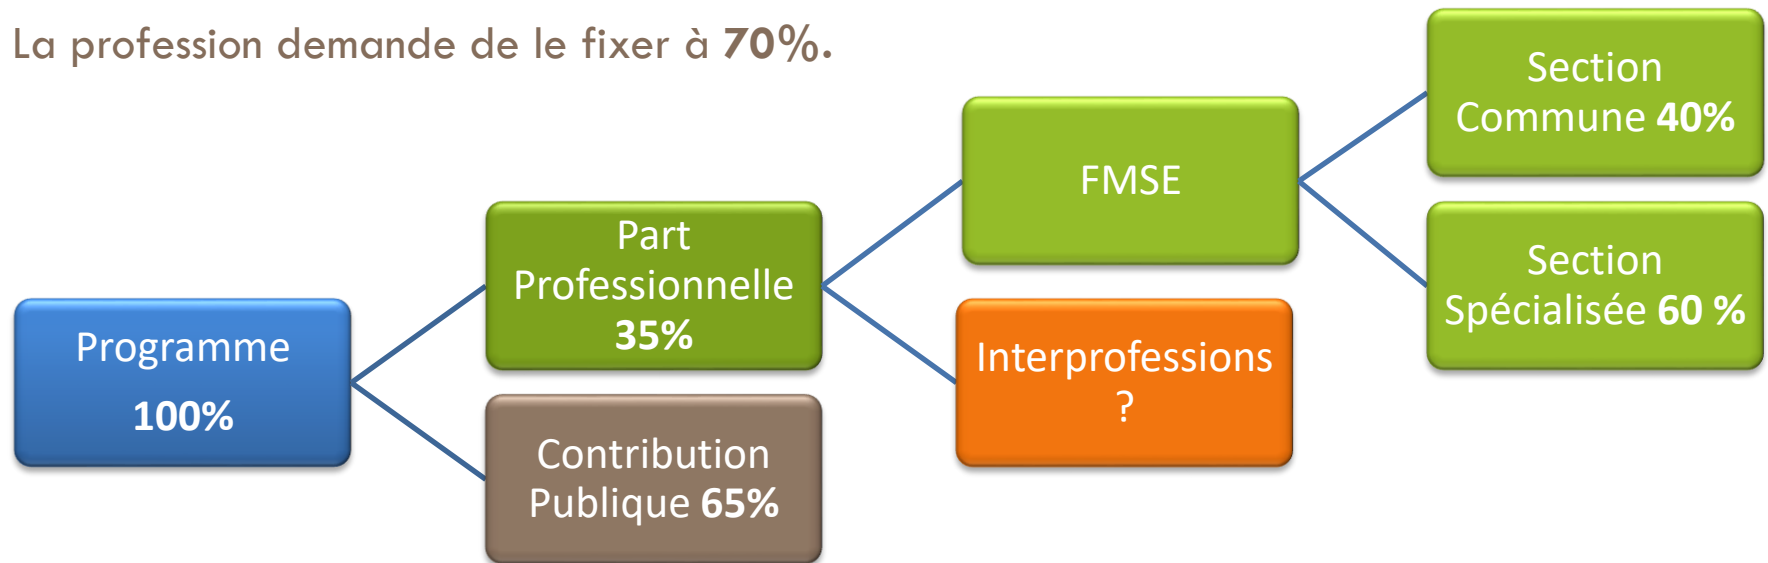 La profession demande de le fixer à 70%.
Programme
100%
Part
Professionnelle
35%
Contribution
Publique 65%
FMSE
Interprofessions
?
Section
Commune 40%
Section
Spécialisée 60 %